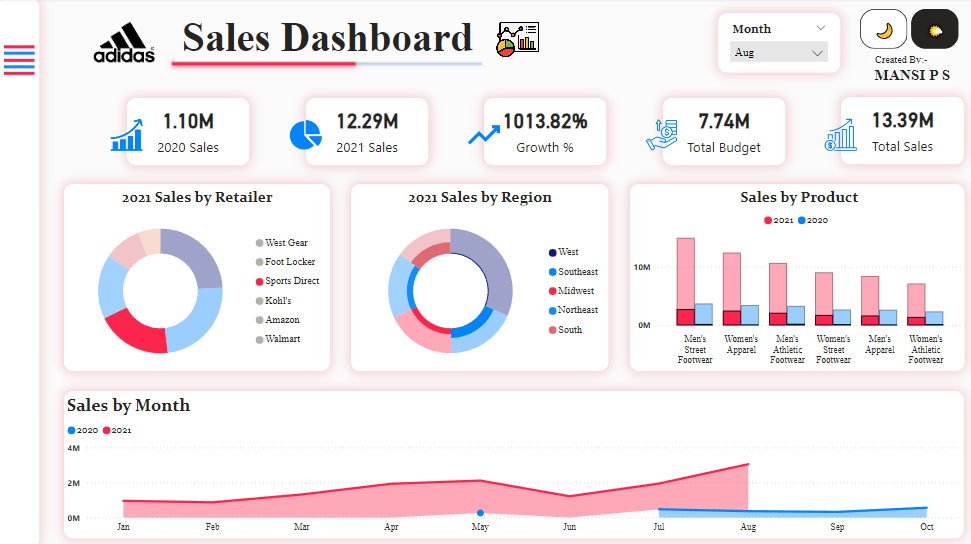 adidas
Sales Dashboard
Month
Aug
Created By:-
MANSI P S
1.10M
2020 Sales
12.29M
2021 Sales
1013.82%
Growth %
7.74M
Total Budget
13.39M
Total Sales
2021 Sales by Retailer
West Gear
Foot Locker
Sports Direct
Kohl's
Amazon
Walmart
2021 Sales by Region
West
Southeast
Midwest
Northeast
South
Sales by Product
2021 2020
10M
0M
Men's Street Footwear
Women's Apparel
Men's Athletic Footwear
Women's Street Footwear
Men's Apparel
Women's Athletic Footwear
Sales by Month
2020 2021
4M
2M
0M
Jan Feb Mar Apr May Jun Jul Aug Sep Oct